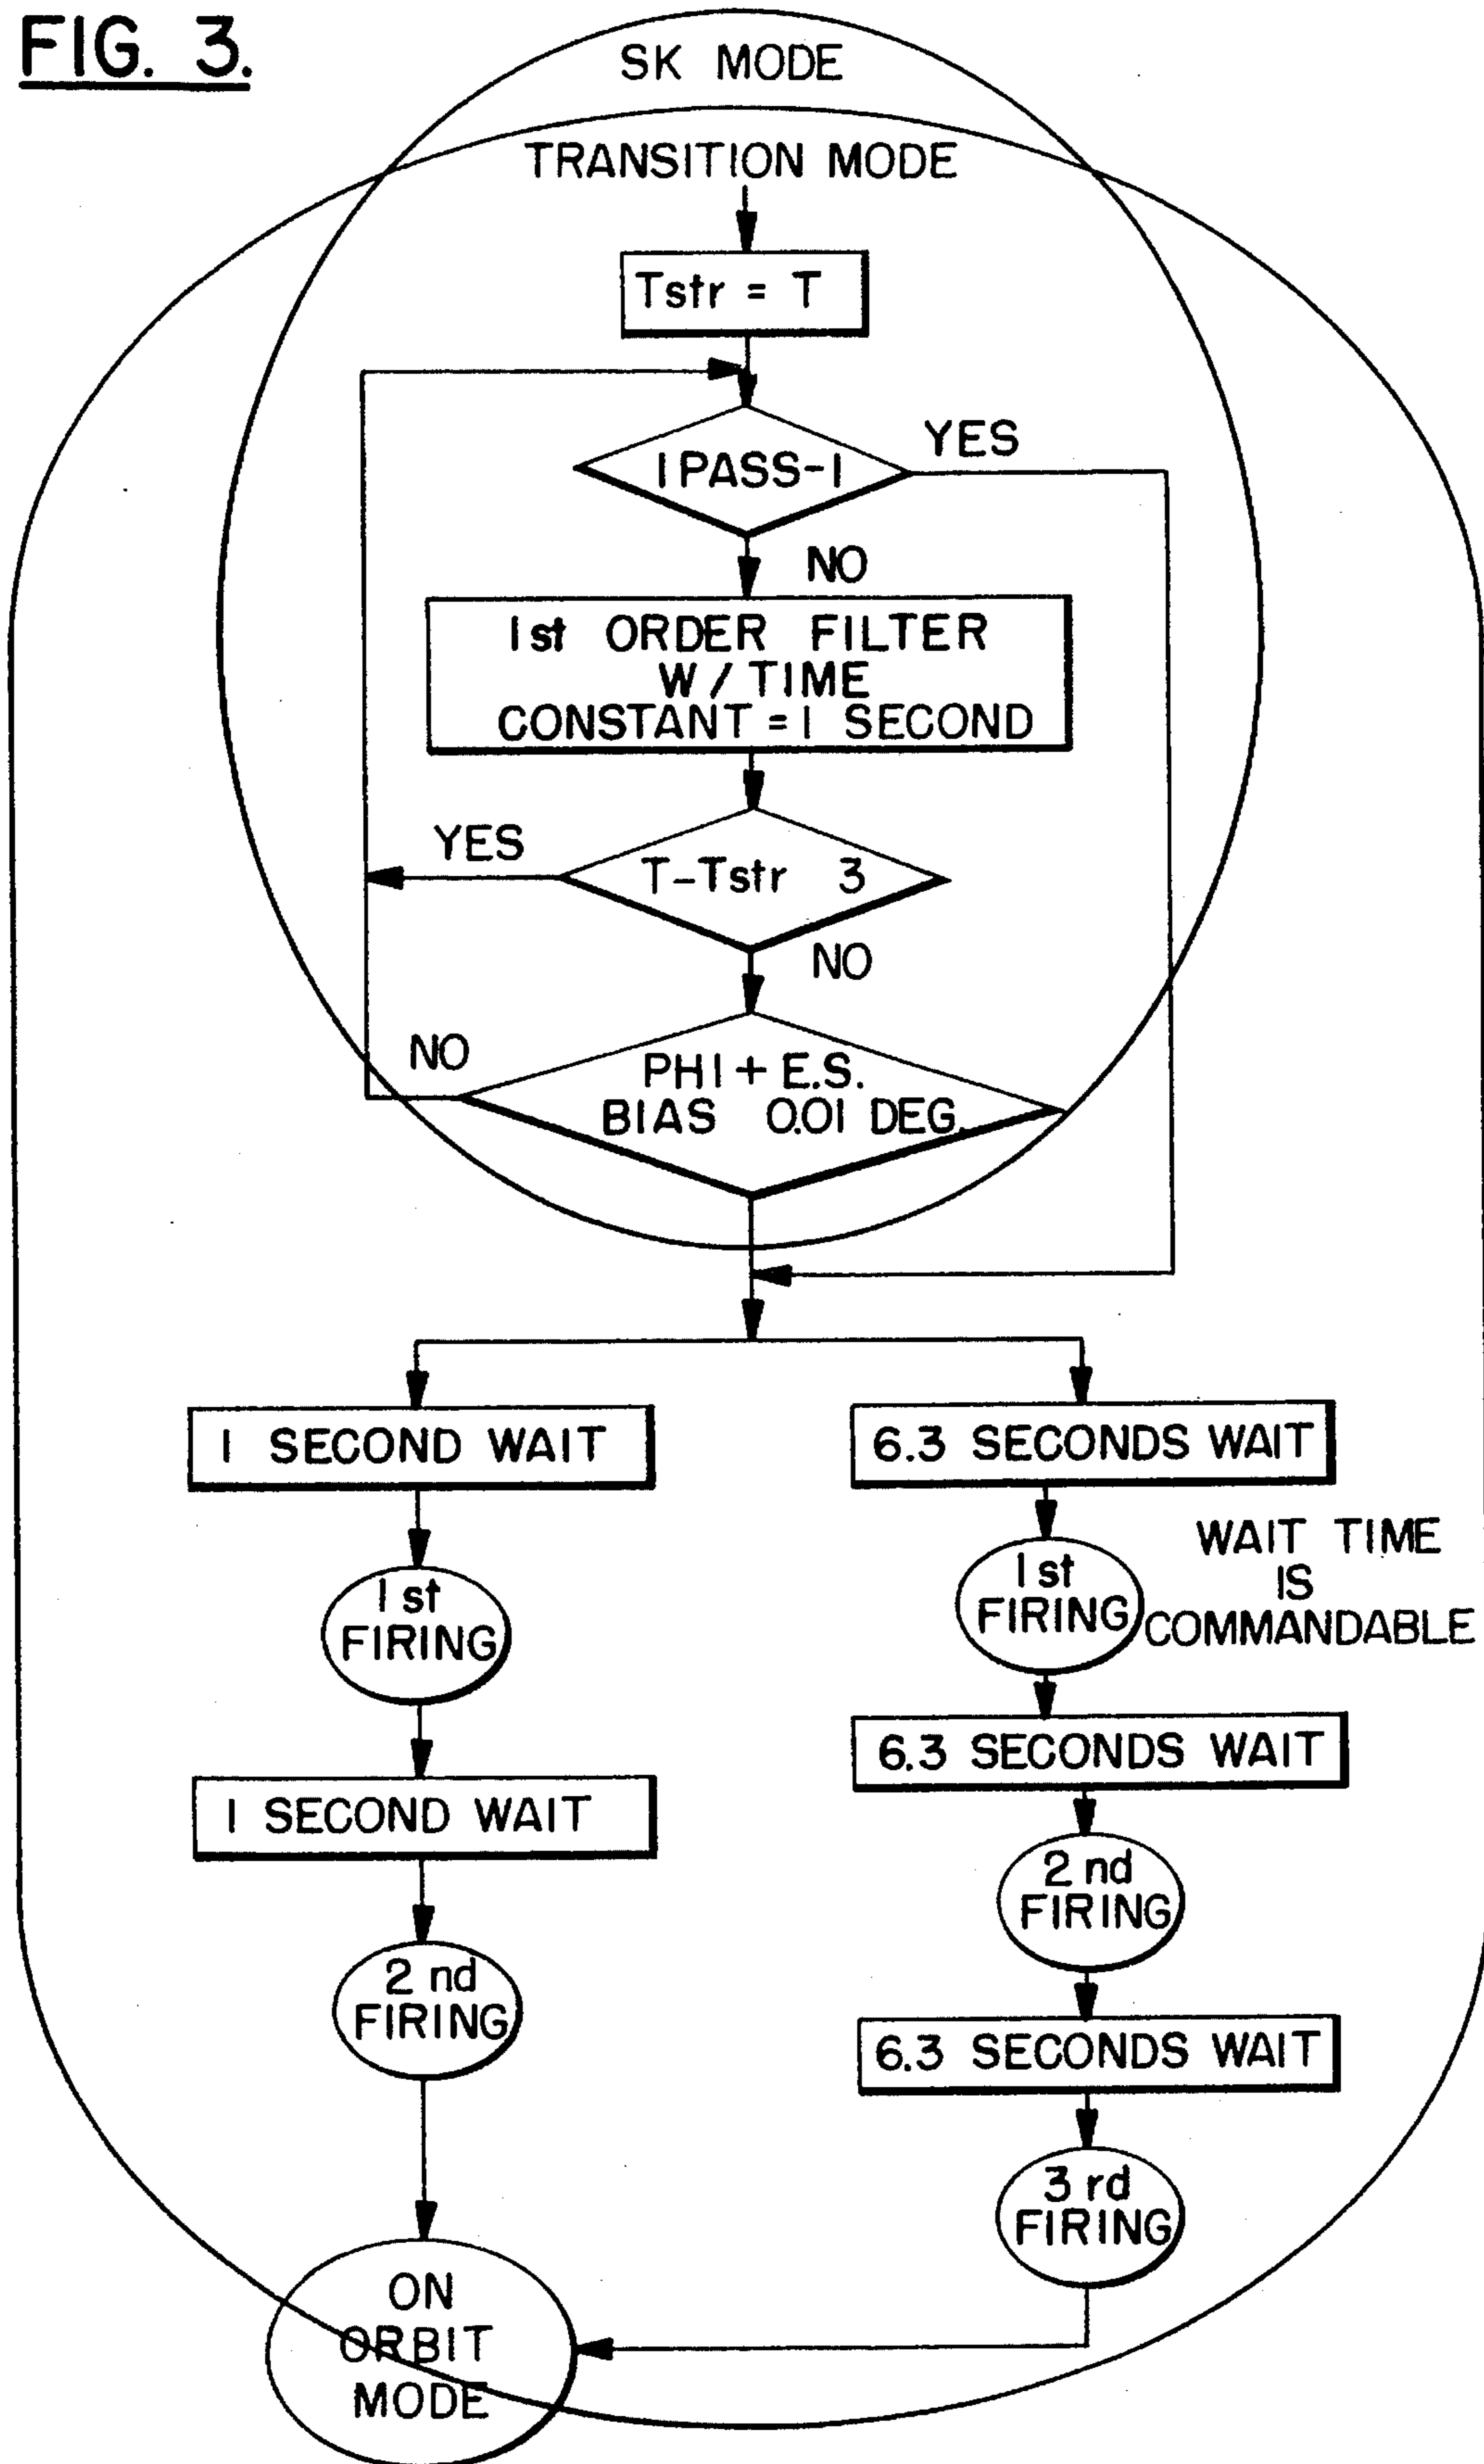 FIG. 3.
SK MODE
TRANSITION MODE
Tstr = T
1 PASS-1
YES
NO
1st ORDER FILTER
W/TIME
CONSTANT = 1 SECOND
YES
T-Tstr 3
NO
NO
PHI + E.S.
BIAS 0.01 DEG.
1 SECOND WAIT
6.3 SECONDS WAIT
1st
FIRING
1st
FIRING
WAIT TIME
IS
COMMANDABLE
1 SECOND WAIT
6.3 SECONDS WAIT
2nd
FIRING
2nd
FIRING
6.3 SECONDS WAIT
3rd
FIRING
ON
ORBIT
MODE